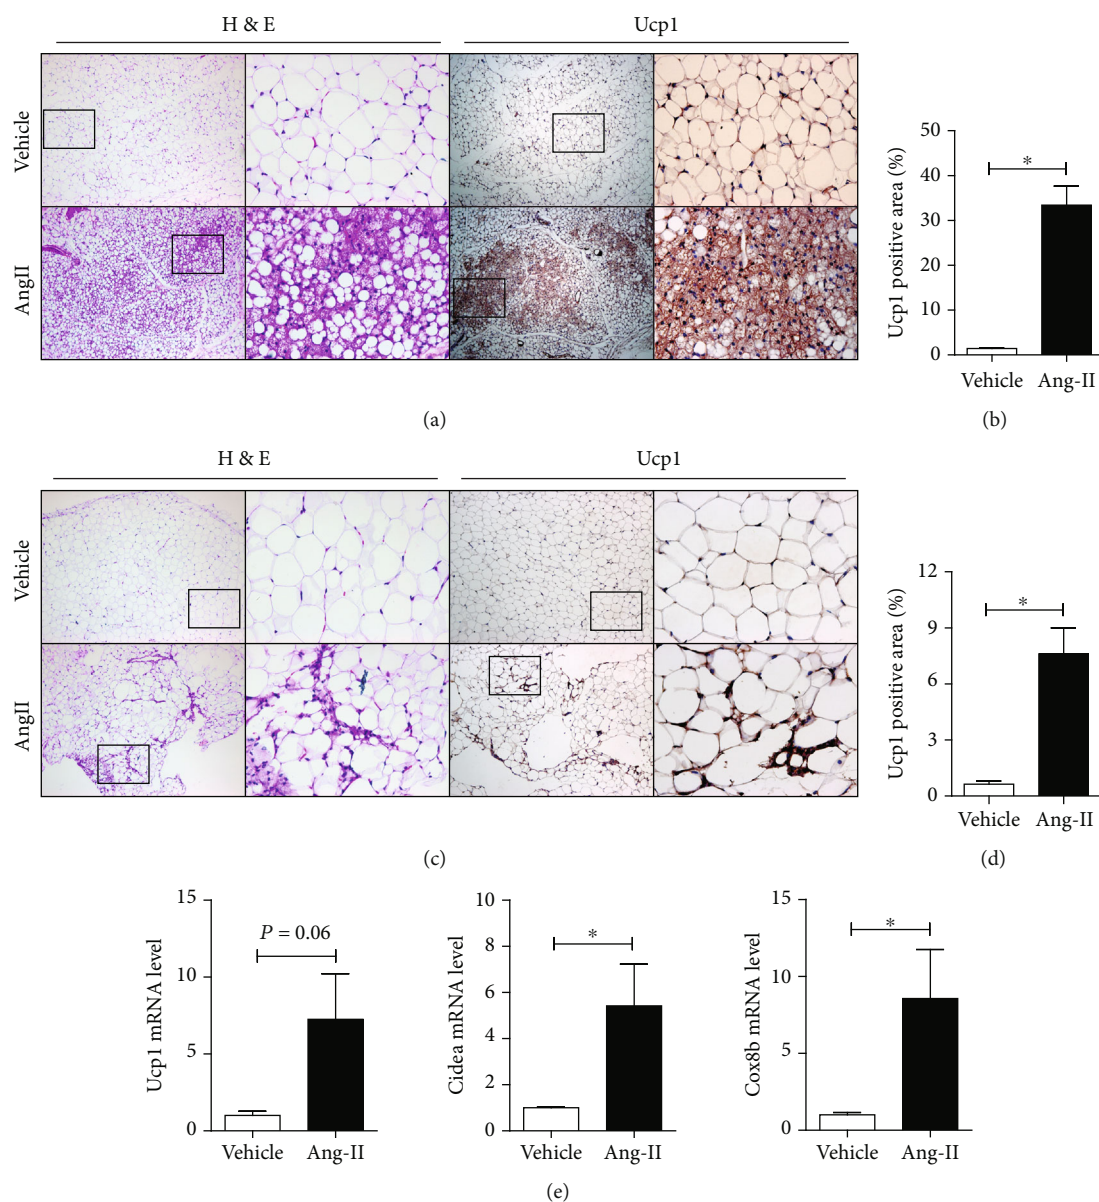 H & E
Ucp1
Vehicle
AngII
(a)
Ucp1 positive area (%)
50
40
30
20
10
0
*
Vehicle
Ang-II
(b)
H & E
Ucp1
Vehicle
AngII
(c)
Ucp1 positive area (%)
12
9
6
3
0
*
Vehicle
Ang-II
(d)
Ucp1 mRNA level
15
10
5
0
P = 0.06
Vehicle
Ang-II
Cidea mRNA level
10
8
6
4
2
0
*
Vehicle
Ang-II
Cox8b mRNA level
15
10
5
0
*
Vehicle
Ang-II
(e)